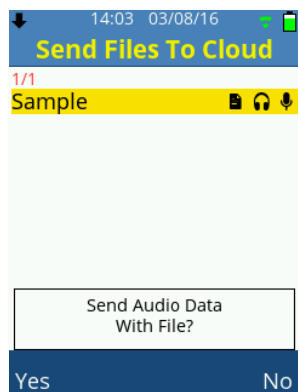 14:03 03/08/16
Send Files To Cloud
1/1
Sample
Send Audio Data
With File?
Yes No